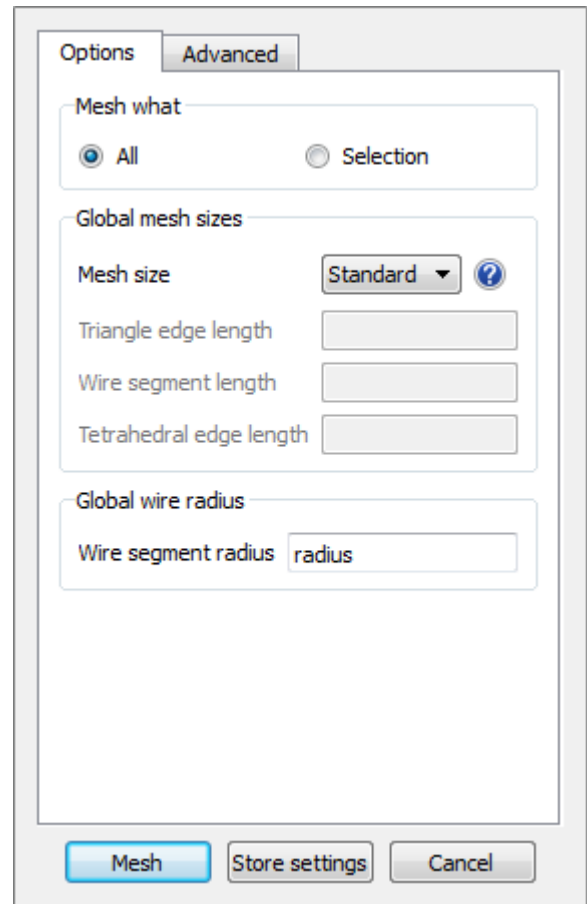 Options Advanced
Mesh what
All Selection
Global mesh sizes
Mesh size Standard ?
Triangle edge length
Wire segment length
Tetrahedral edge length
Global wire radius
Wire segment radius radius
Mesh Store settings Cancel